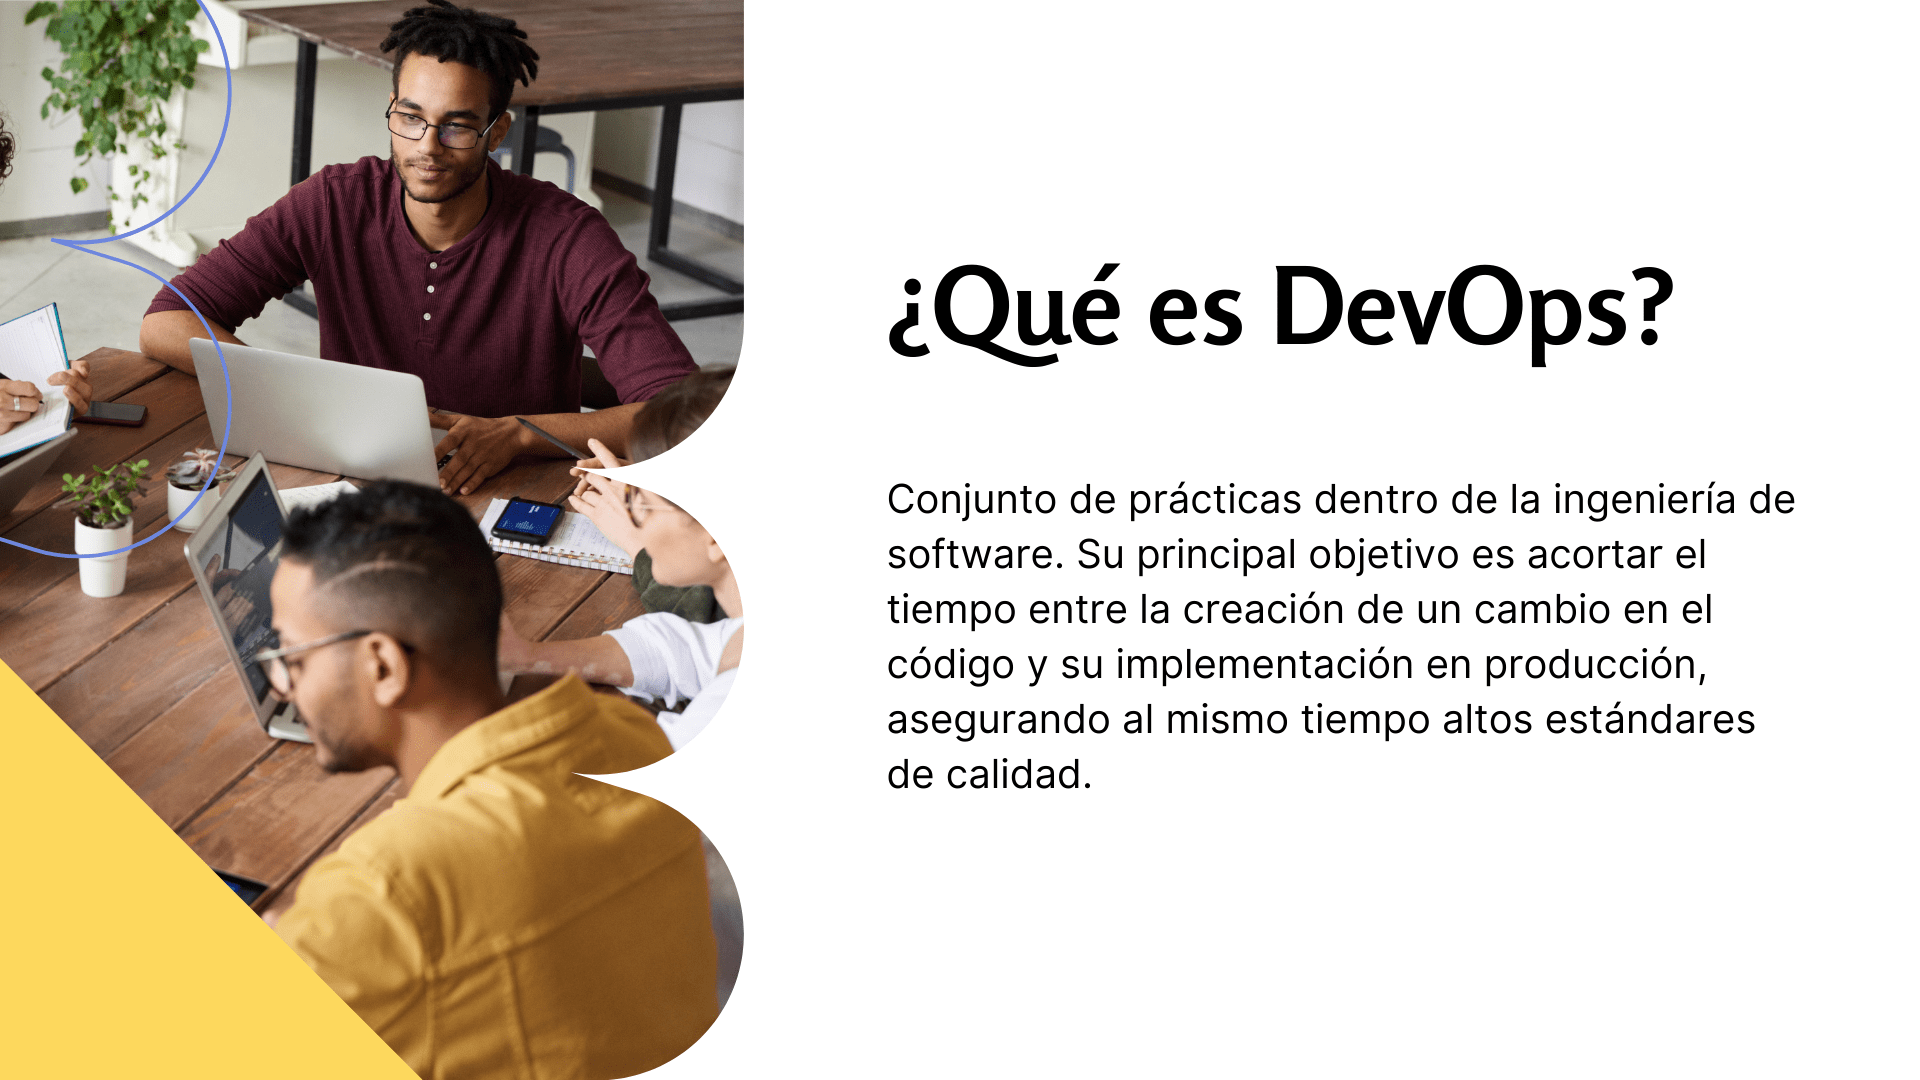 ¿Qué es DevOps?
Conjunto de prácticas dentro de la ingeniería de
software. Su principal objetivo es acortar el
tiempo entre la creación de un cambio en el
código y su implementación en producción,
asegurando al mismo tiempo altos estándares
de calidad.